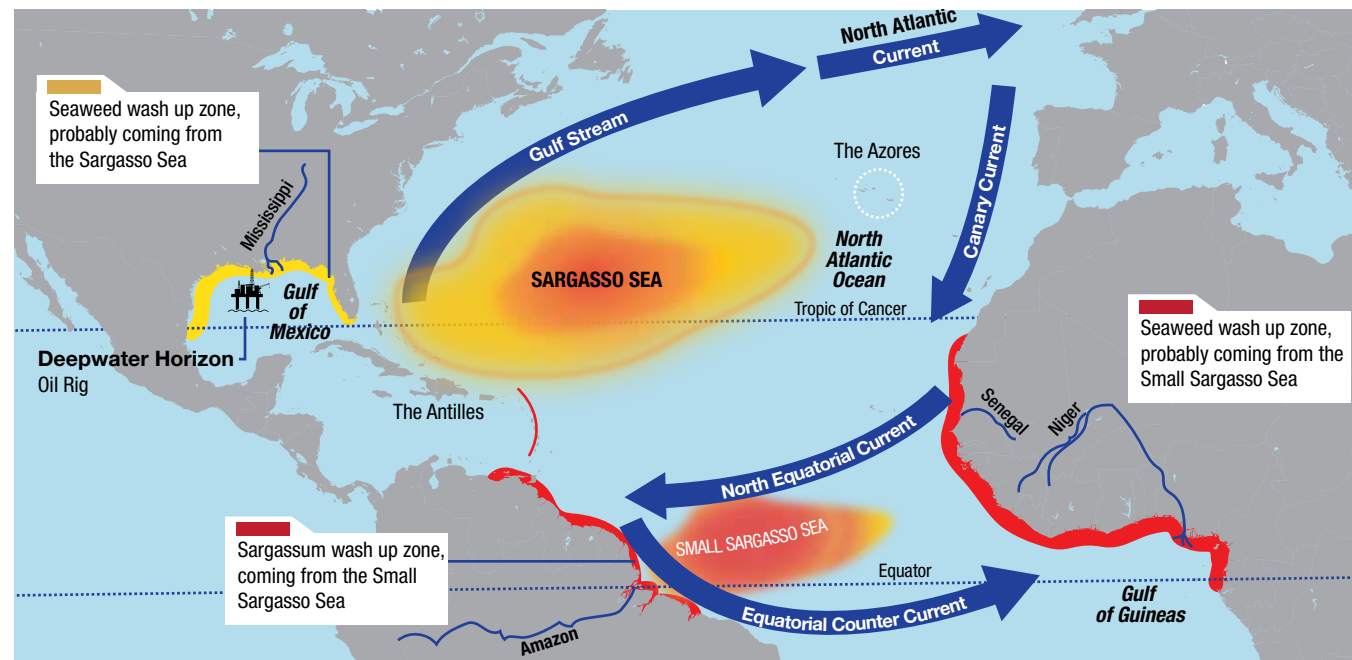 North Atlantic
Current
Seaweed wash up zone,
probably coming from
the Sargasso Sea
Gulf Stream
The Azores
Canary Current
Mississippi
North
Atlantic
Ocean
SARGASSO SEA
Gulf
of
Mexico
Tropic of Cancer
Seaweed wash up zone,
probably coming from the
Small Sargasso Sea
Deepwater Horizon
Oil Rig
The Antilles
Senegal
Niger
North Equatorial Current
SMALL SARGASSO SEA
Sargassum wash up zone,
coming from the Small
Sargasso Sea
Equator
Gulf
of Guineas
Equatorial Counter Current
Amazon